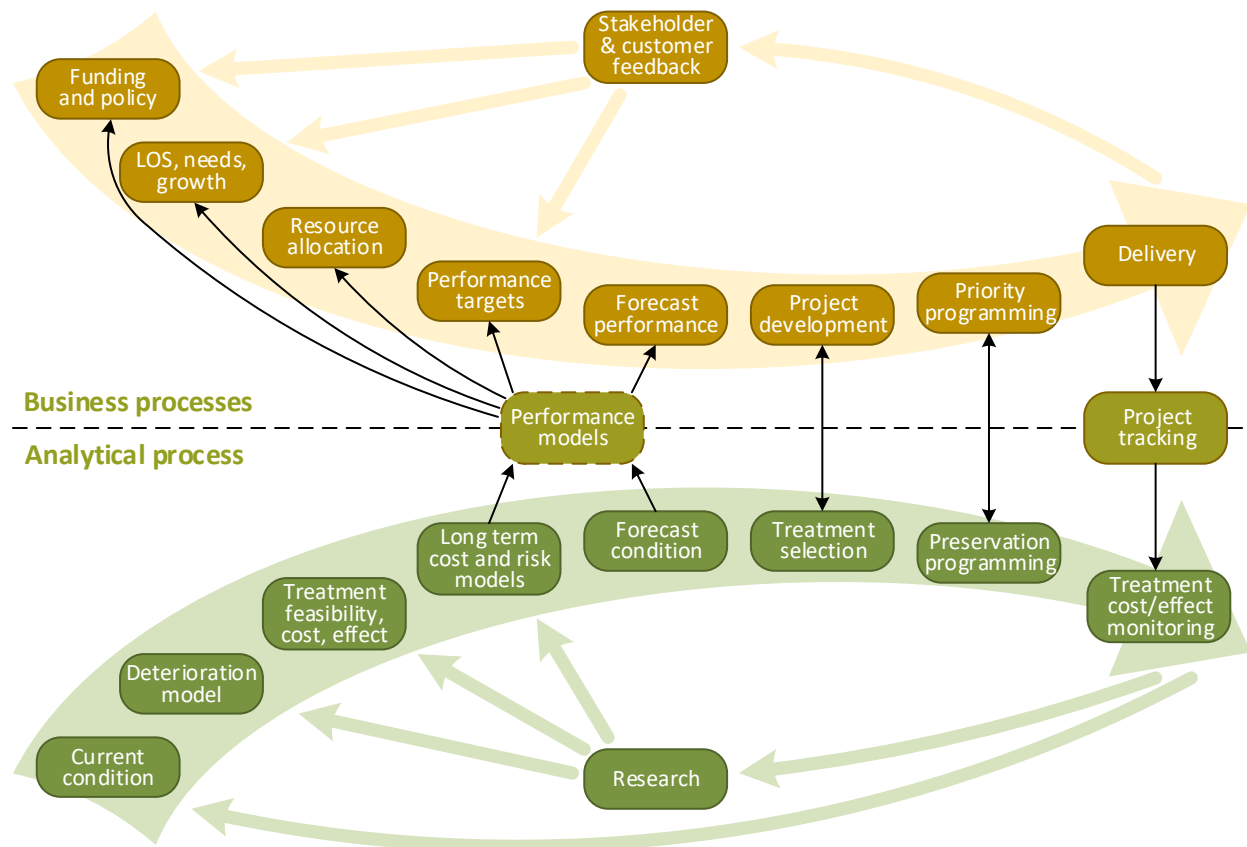 Stakeholder
& customer
feedback
Funding
and policy
LOS, needs,
growth
Resource
allocation
Performance
targets
Forecast
performance
Project
development
Priority
programming
Delivery
Business processes
Performance
models
Project
tracking
Analytical process
Long term
cost and risk
models
Forecast
condition
Treatment
selection
Preservation
programming
Treatment
cost/effect
monitoring
Treatment
feasibility,
cost, effect
Deterioration
model
Current
condition
Research